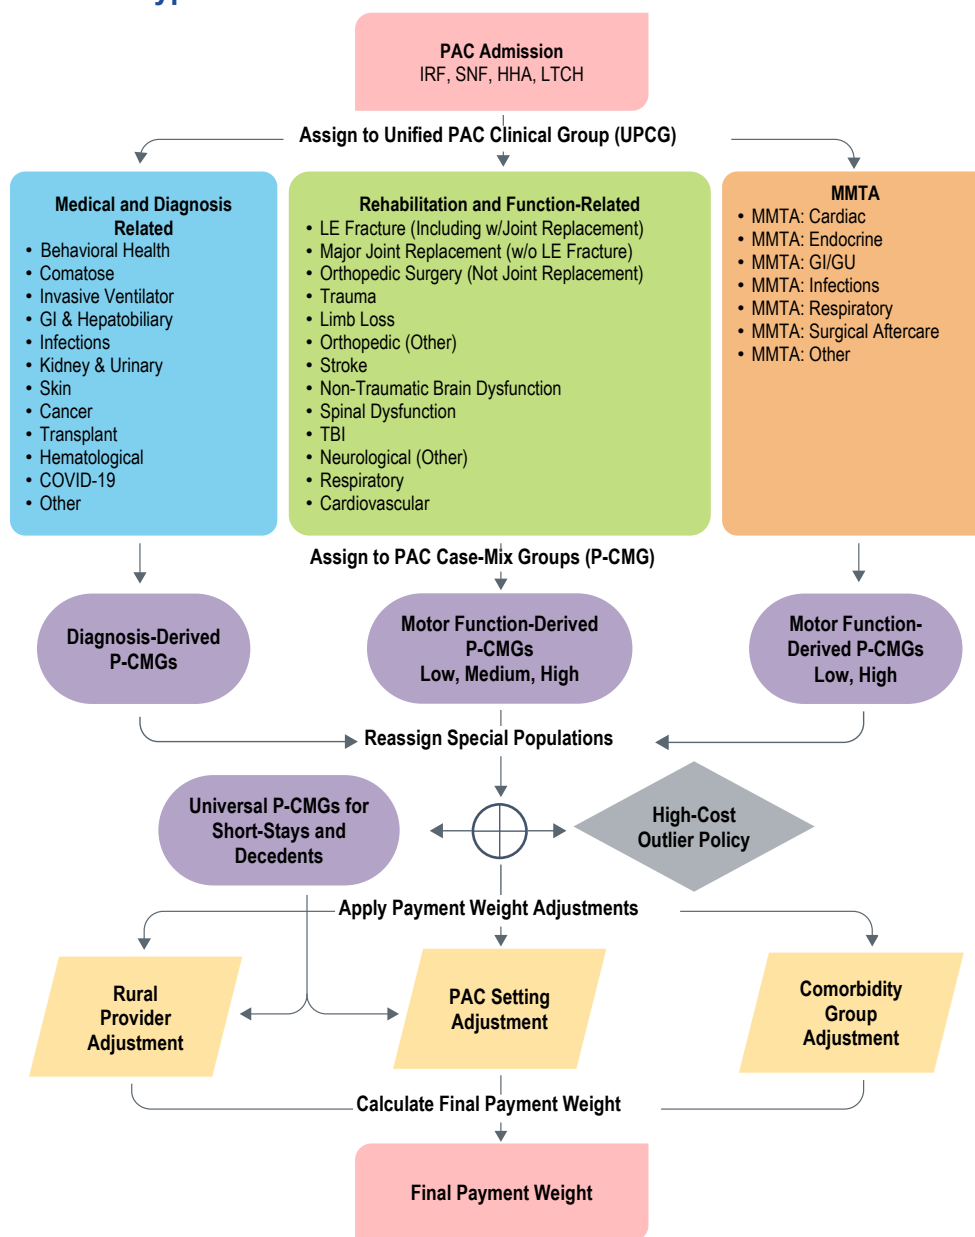 PAC Admission
IRF, SNF, HHA, LTCH
Assign to Unified PAC Clinical Group (UPCG)
Medical and Diagnosis
Related
• Behavioral Health
• Comatose
• Invasive Ventilator
• GI & Hepatobiliary
• Infections
• Kidney & Urinary
• Skin
• Cancer
• Transplant
• Hematological
• COVID-19
• Other
Rehabilitation and Function-Related
• LE Fracture (Including w/Joint Replacement)
• Major Joint Replacement (w/o LE Fracture)
• Orthopedic Surgery (Not Joint Replacement)
• Trauma
• Limb Loss
• Orthopedic (Other)
• Stroke
• Non-Traumatic Brain Dysfunction
• Spinal Dysfunction
• TBI
• Neurological (Other)
• Respiratory
• Cardiovascular
MMTA
• MMTA: Cardiac
• MMTA: Endocrine
• MMTA: GI/GU
• MMTA: Infections
• MMTA: Respiratory
• MMTA: Surgical Aftercare
• MMTA: Other
Assign to PAC Case-Mix Groups (P-CMG)
Diagnosis-Derived
P-CMGs
Motor Function-Derived
P-CMGs
Low, Medium, High
Motor Function-
Derived P-CMGs
Low, High
Reassign Special Populations
Universal P-CMGs for
Short-Stays and
Decedents
High-Cost
Outlier Policy
Apply Payment Weight Adjustments
Rural
Provider
Adjustment
PAC Setting
Adjustment
Comorbidity
Group
Adjustment
Calculate Final Payment Weight
Final Payment Weight